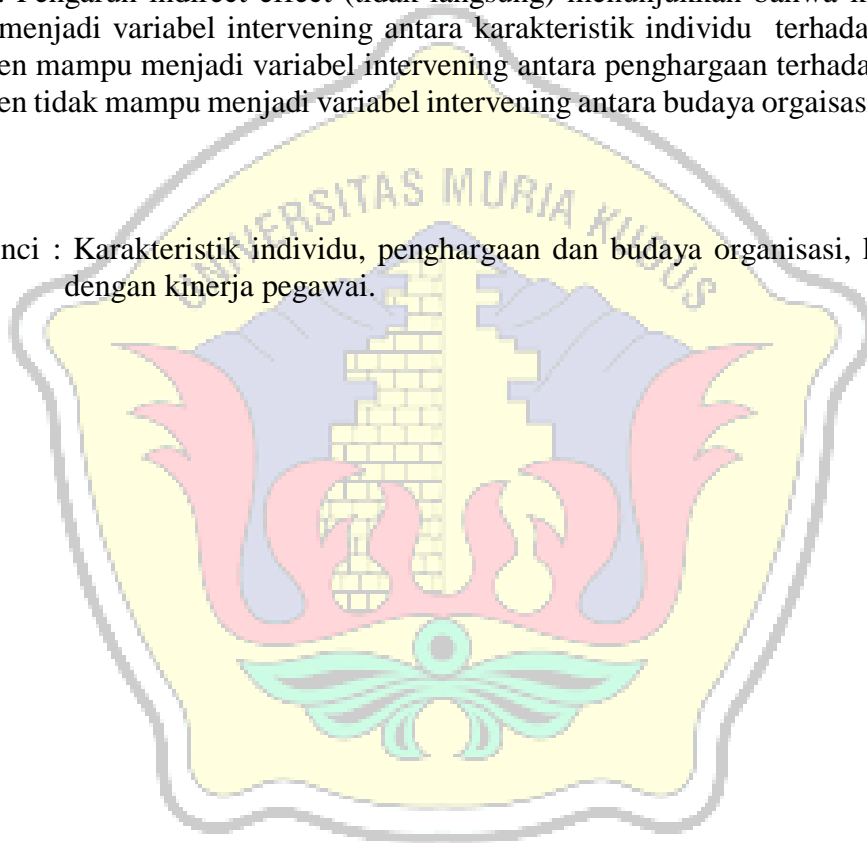 Pengaruh indirect effect (tidak langsung) menunjukkan bahwa
menjadi variabel intervening antara karakteristik individu terhada
en mampu menjadi variabel intervening antara penghargaan terhada
en tidak mampu menjadi variabel intervening antara budaya orgaisas
UNIVERSITAS MURIA KUDUS
nci : Karakteristik individu, penghargaan dan budaya organisasi,
dengan kinerja pegawai.